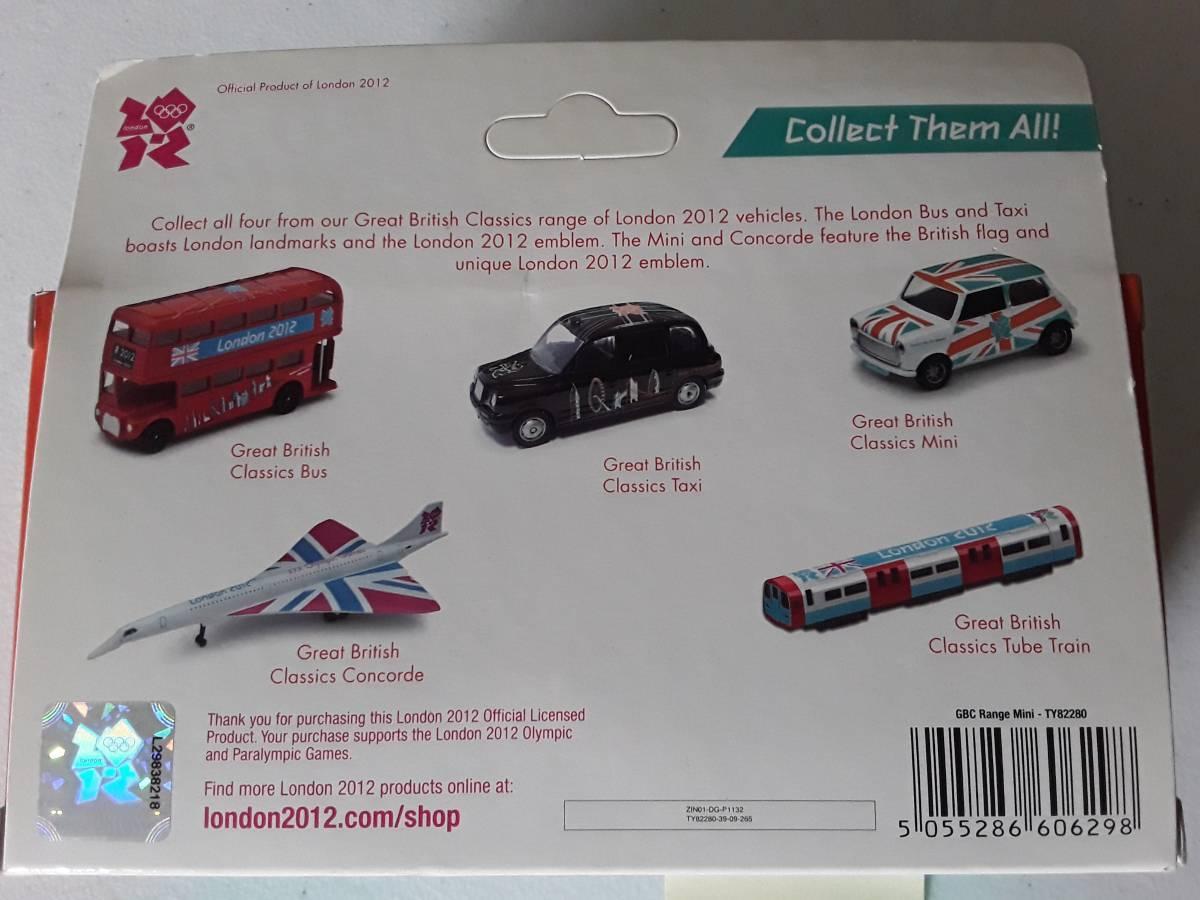 Official Product of London 2012
london
Collect Them All!
Collect all four from our Great British Classics range of London 2012 vehicles. The London Bus and Taxi
boasts London landmarks and the London 2012 emblem. The Mini and Concorde feature the British flag and
unique London 2012 emblem.
London 2012
2012
Great British
Classics Bus
Great British
Classics Taxi
Great British
Classics Mini
London 2012
Great British
Classics Concorde
London 2012
Great British
Classics Tube Train
london
L29838218
Thank you for purchasing this London 2012 Official Licensed
Product. Your purchase supports the London 2012 Olympic
and Paralympic Games.
Find more London 2012 products online at:
london2012.com/shop
ZIN01-DG-P1132
TY82280-39-09-265
GBC Range Mini - TY82280
5 055286 606298